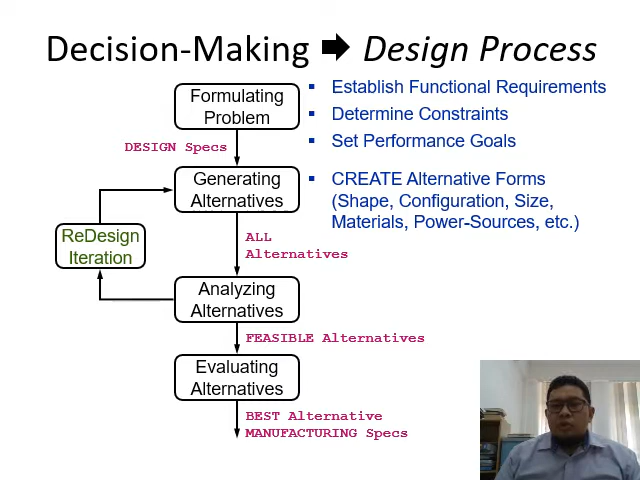 Decision-Making 🡆 Design Process
Formulating
Problem
▪ Establish Functional Requirements
▪ Determine Constraints
▪ Set Performance Goals
DESIGN Specs
Generating
Alternatives
▪ CREATE Alternative Forms
(Shape, Configuration, Size,
Materials, Power-Sources, etc.)
ReDesign
Iteration
ALL
Alternatives
Analyzing
Alternatives
FEASIBLE Alternatives
Evaluating
Alternatives
BEST Alternative
MANUFACTURING Specs